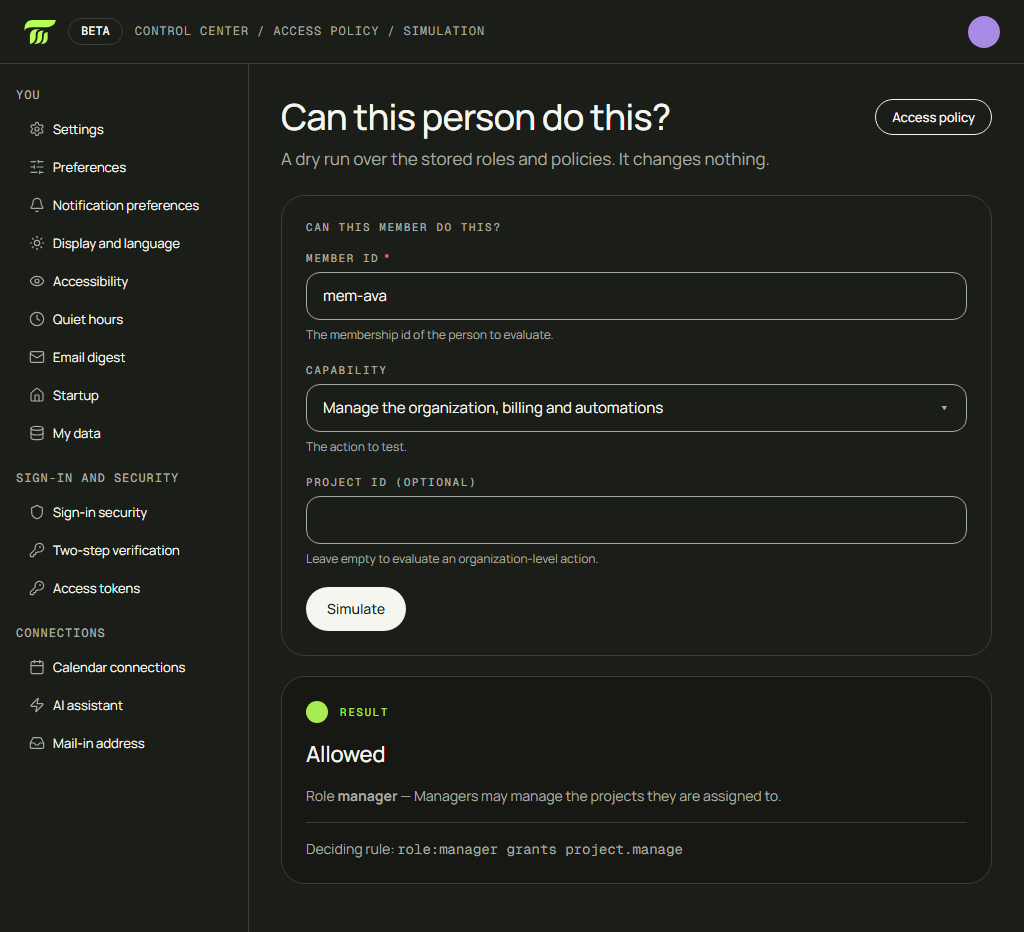 BETA
CONTROL CENTER / ACCESS POLICY / SIMULATION
YOU
Settings
Preferences
Notification preferences
Display and language
Accessibility
Quiet hours
Email digest
Startup
My data
SIGN-IN AND SECURITY
Sign-in security
Two-step verification
Access tokens
CONNECTIONS
Calendar connections
AI assistant
Mail-in address
Can this person do this?
Access policy
A dry run over the stored roles and policies. It changes nothing.
CAN THIS MEMBER DO THIS?
MEMBER ID *
mem-ava
The membership id of the person to evaluate.
CAPABILITY
Manage the organization, billing and automations
The action to test.
PROJECT ID (OPTIONAL)
Leave empty to evaluate an organization-level action.
Simulate
RESULT
Allowed
Role manager — Managers may manage the projects they are assigned to.
Deciding rule: role:manager grants project.manage